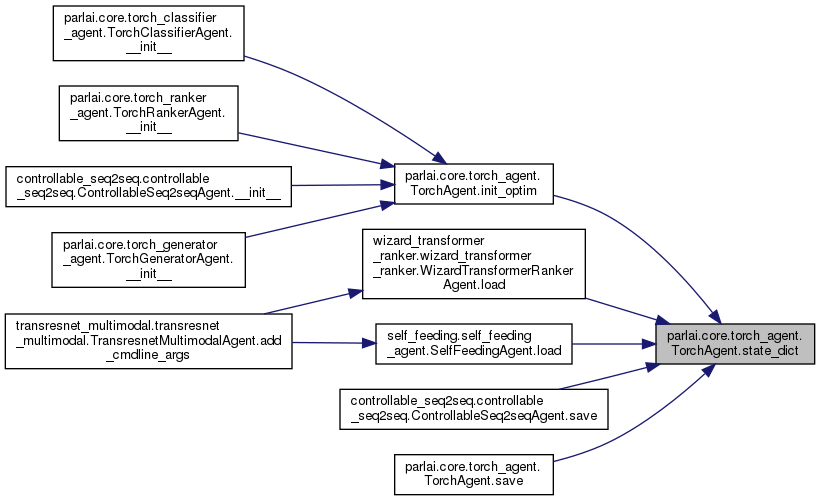 parlai.core.torch_classifier
_agent.TorchClassifierAgent.
__init__
parlai.core.torch_ranker
_agent.TorchRankerAgent.
__init__
controllable_seq2seq.controllable
_seq2seq.ControllableSeq2seqAgent.__init__
parlai.core.torch_generator
_agent.TorchGeneratorAgent.
__init__
transresnet_multimodal.transresnet
_multimodal.TransresnetMultimodalAgent.add
_cmdline_args
parlai.core.torch_agent.
TorchAgent.init_optim
wizard_transformer
_ranker.wizard_transformer
_ranker.WizardTransformerRanker
Agent.load
self_feeding.self_feeding
_agent.SelfFeedingAgent.load
controllable_seq2seq.controllable
_seq2seq.ControllableSeq2seqAgent.save
parlai.core.torch_agent.
TorchAgent.save
parlai.core.torch_agent.
TorchAgent.state_dict